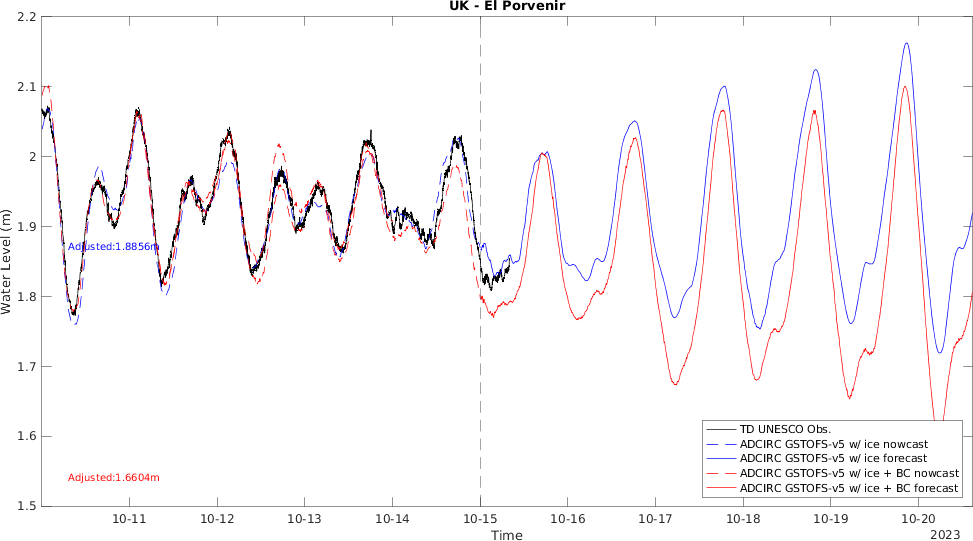 UK - El Porvenir
2.2
2.1
2
1.9
1.8
1.7
1.6
1.5
Water Level (m)
Adjusted:1.8856m
Adjusted:1.6604m
TD UNESCO Obs.
ADCIRC GSTOFS-v5 w/ ice nowcast
ADCIRC GSTOFS-v5 w/ ice forecast
ADCIRC GSTOFS-v5 w/ ice + BC nowcast
ADCIRC GSTOFS-v5 w/ ice + BC forecast
10-11 10-12 10-13 10-14 10-15 10-16 10-17 10-18 10-19 10-20
Time
2023